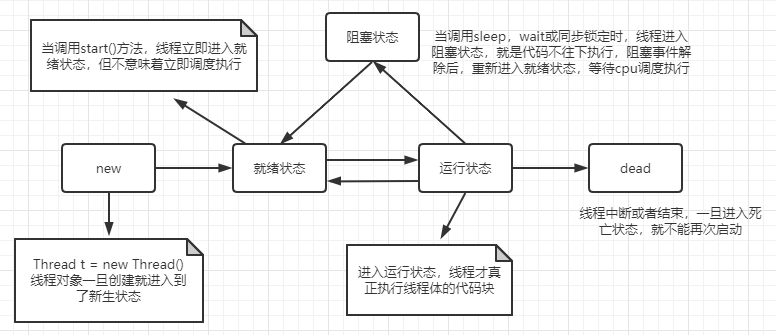 当调用start()方法，线程立即进入就
绪状态，但不意味着立即调度执行
阻塞状态
当调用sleep，wait或同步锁定时，线程进入
阻塞状态，就是代码不往下执行，阻塞事件解
除后，重新进入就绪状态，等待cpu调度执行
new
就绪状态
运行状态
dead
线程中断或者结束，一旦进入死
亡状态，就不能再次启动
Thread t = new Thread()
线程对象一旦创建就进入到
了新生状态
进入运行状态，线程才真
正执行线程体的代码块